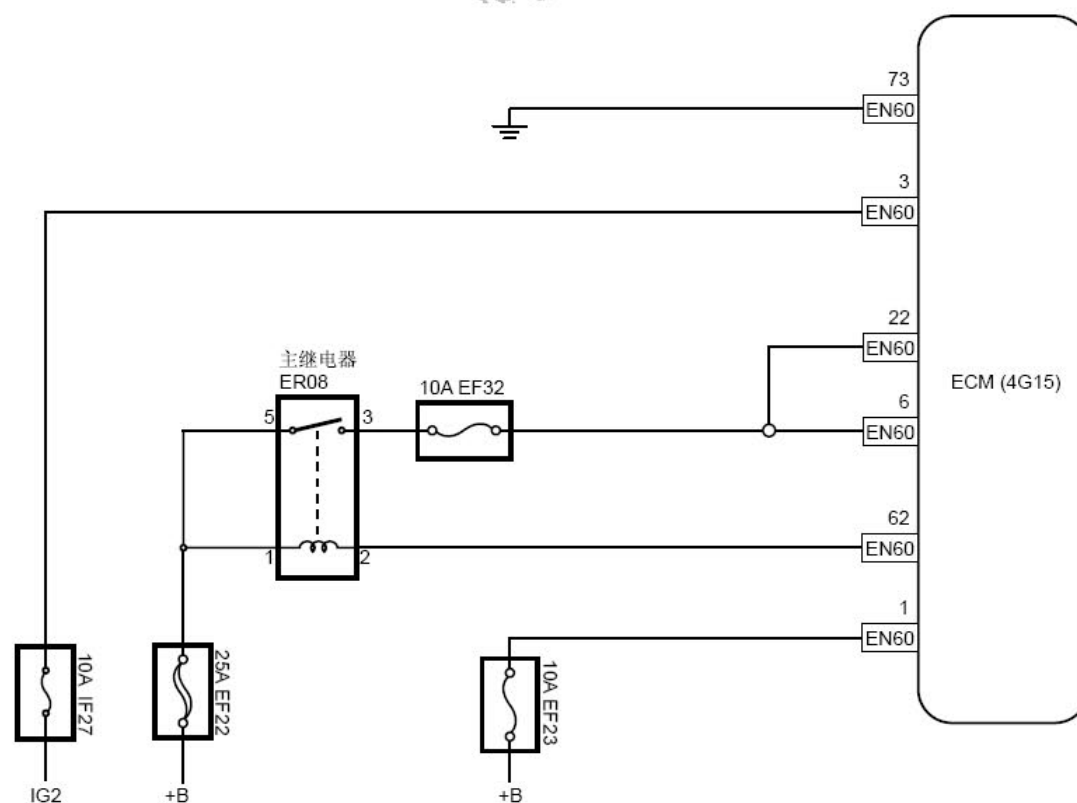 73
EN60
3
EN60
22
EN60
主继电器
ER08
10A EF32
ECM (4G15)
5
3
6
EN60
62
EN60
1
2
1
EN60
10A IF27
25A EF22
10A EF23
IG2
+B
+B